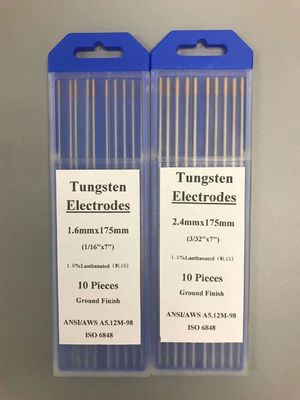 Tungsten
Electrodes
1.6mmx175mm
(1/16"x7")
1.5%Lanthanated (WL15)
10 Pieces
Ground Finish
ANSI/AWS A5.12M-98
ISO 6848
Tungsten
Electrodes
2.4mmx175mm
(3/32"x7")
1.5%Lanthanated (WL15)
10 Pieces
Ground Finish
ANSI/AWS A5.12M-98
ISO 6848